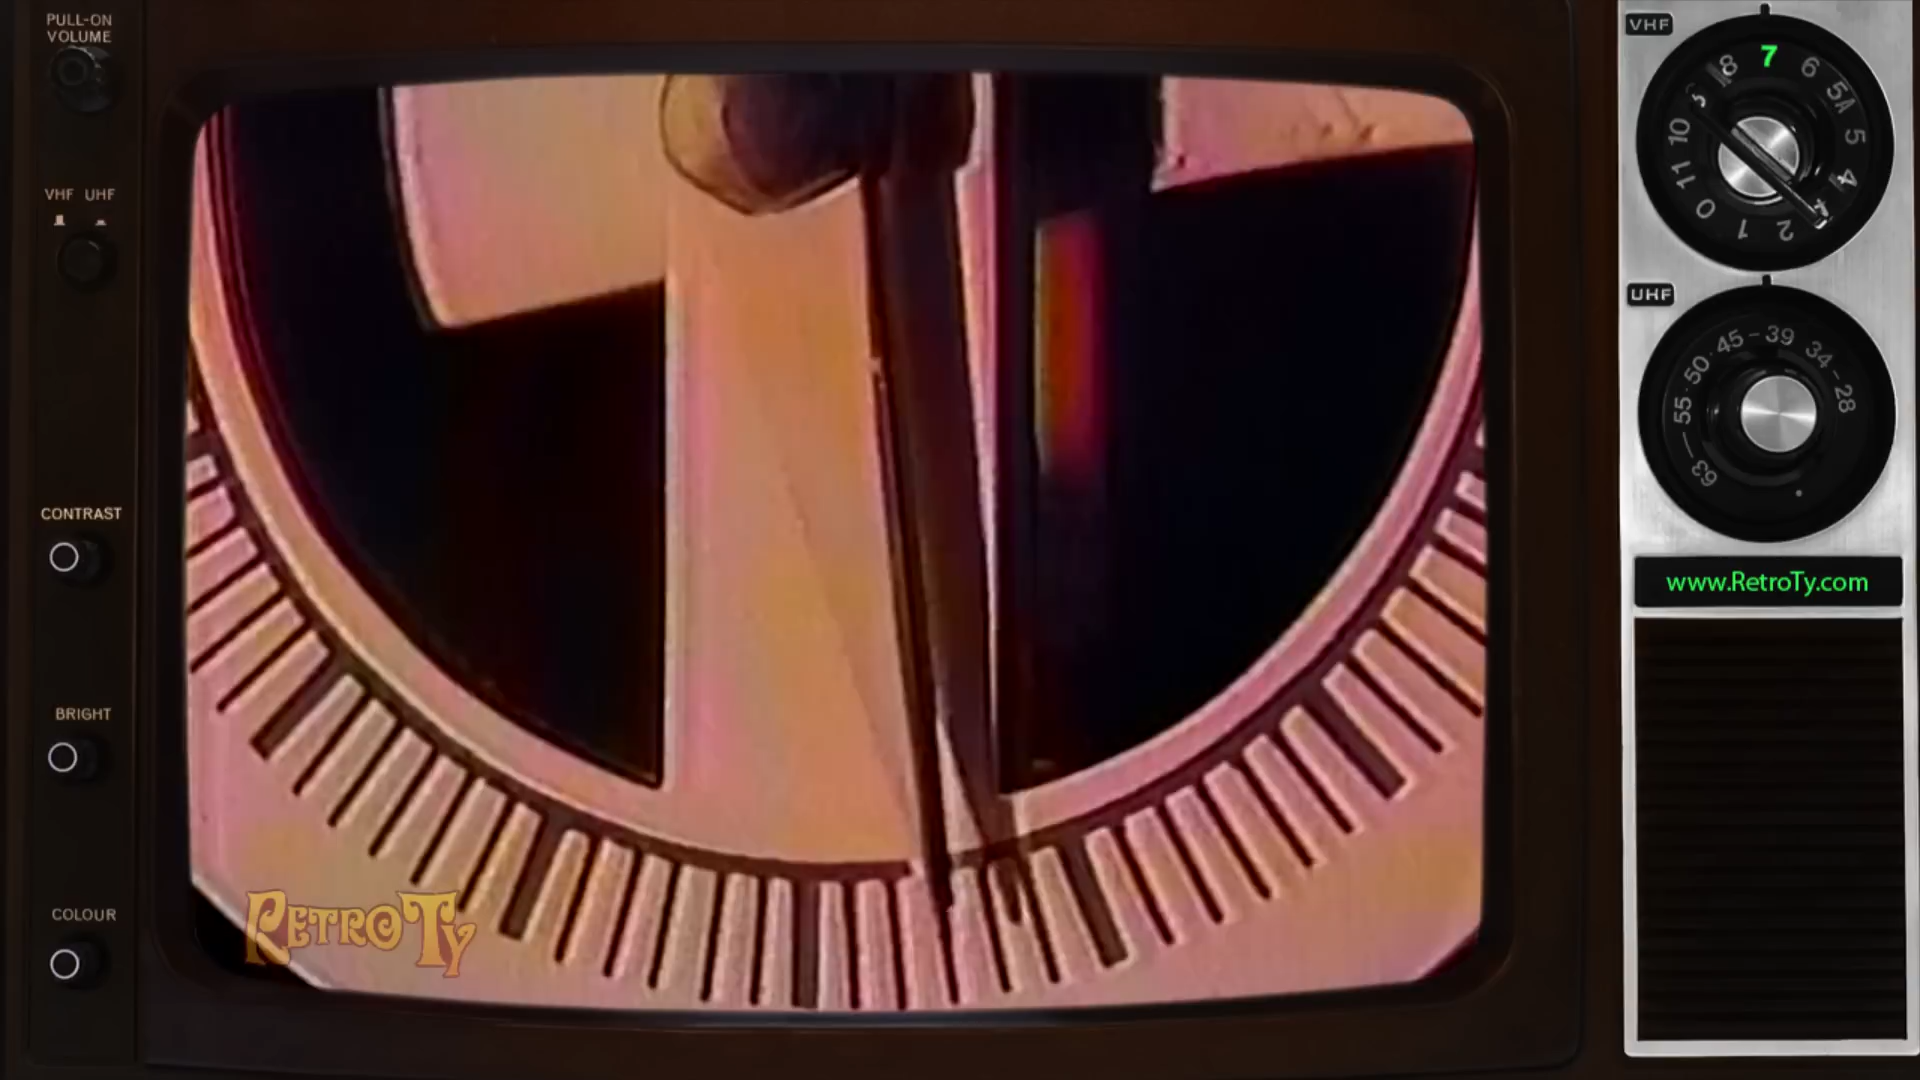 PULL-ON
VOLUME
VHF UHF
CONTRAST
BRIGHT
COLOUR
RETROTY
VHF
7
6
5A
5
4
2
1
0
11
10
8
UHF
63
55
50
45
39
34
28
www.RetroTy.com